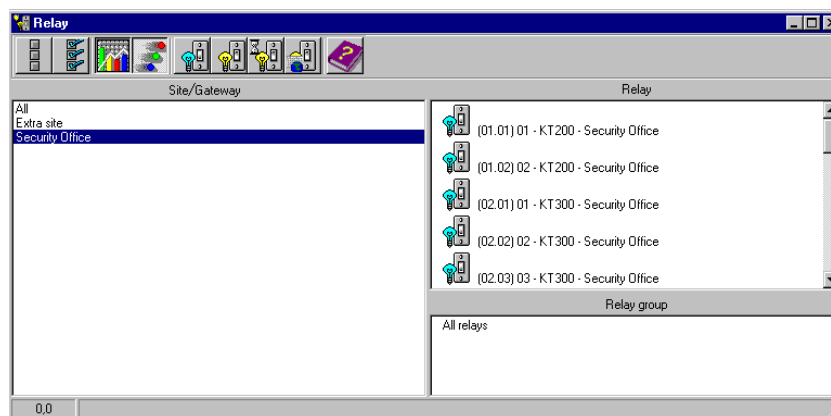 Relay
Site/Gateway
All
Extra site
Security Office
Relay
(01.01) 01 - KT200 - Security Office
(01.02) 02 - KT200 - Security Office
(02.01) 01 - KT300 - Security Office
(02.02) 02 - KT300 - Security Office
(02.03) 03 - KT300 - Security Office
Relay group
All relays
0,0